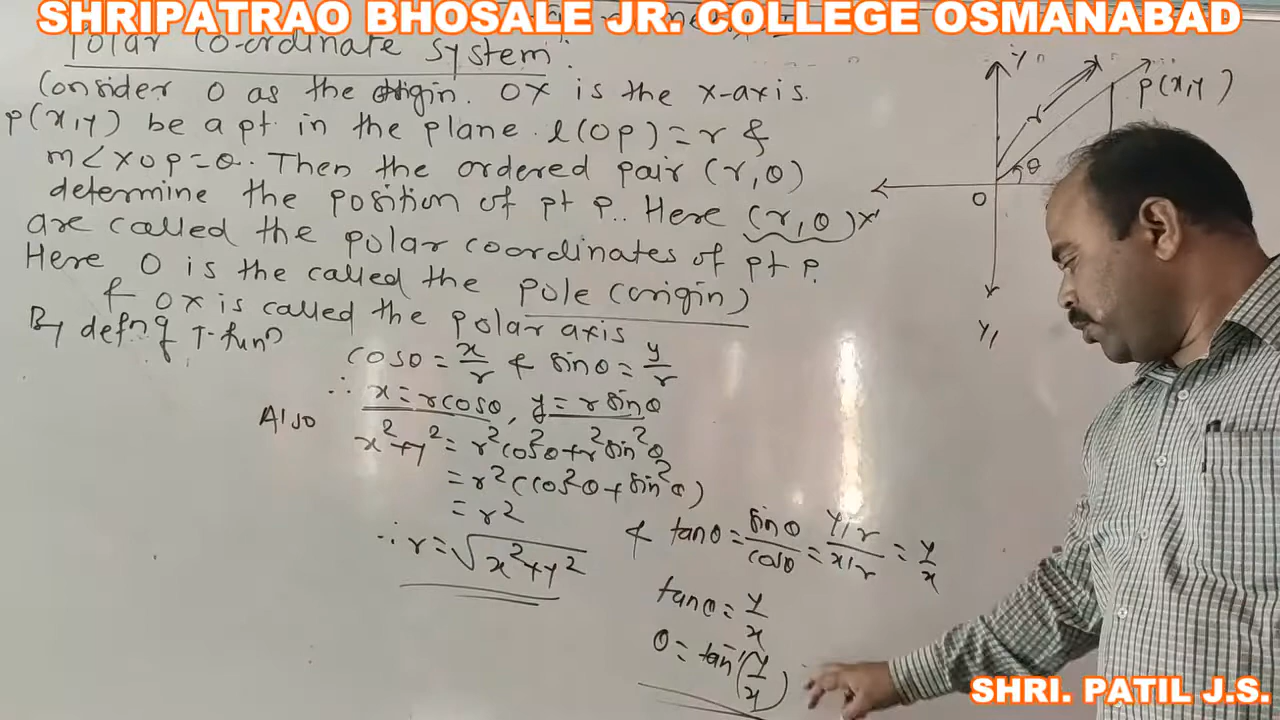 SHRIPATRAO BHOSALE JR. COLLEGE OSMANABAD
Polar Co-ordinate System:
Consider O as the origin. OX is the X-axis.
P(x,y) be a pt in the plane. l(OP)=r &
m<XOP=θ. Then the ordered pair (r,θ)
determine the position of pt P. Here (r,θ)
are called the polar coordinates of pt P.
Here O is the called the pole (origin)
& OX is called the polar axis
By defn of T-funs
cosθ = x/r & sinθ = y/r
∴ x = r cosθ, y = r sinθ
Also x²+y² = r²cos²θ+r²sin²θ
= r²(cos²θ+sin²θ)
= r²
∴ r = √x²+y²
& tanθ = sinθ/cosθ = y/r/x/r = y/x
tanθ = y/x
θ = tan⁻¹(y/x)
Y
P(x,y)
r
θ
O
X'
Y'
SHRI. PATIL J.S.